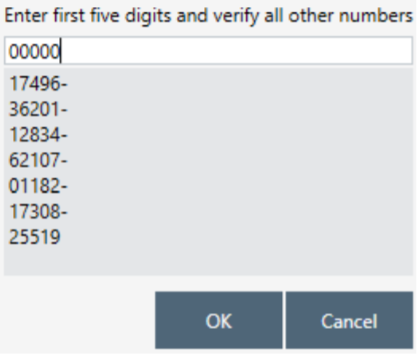 Enter first five digits and verify all other numbers
00000
17496-
36201-
12834-
62107-
01182-
17308-
25519
OK
Cancel